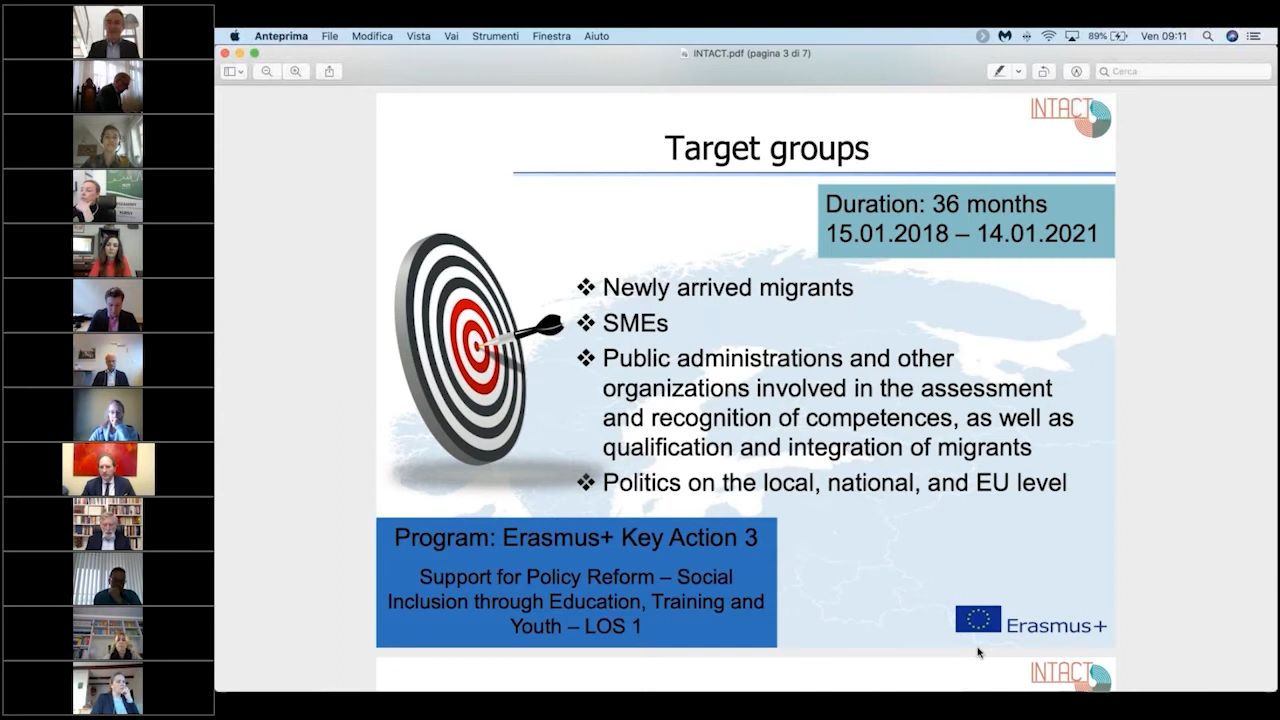 Anteprima File Modifica Vista Vai Strumenti Finestra Aiuto 89% Ven 09:11
INTACT.pdf (pagina 3 di 7)
Cerca
INTACT
Target groups
Duration: 36 months
15.01.2018 – 14.01.2021
❖ Newly arrived migrants
❖ SMEs
❖ Public administrations and other
organizations involved in the assessment
and recognition of competences, as well as
qualification and integration of migrants
❖ Politics on the local, national, and EU level
Program: Erasmus+ Key Action 3
Support for Policy Reform – Social
Inclusion through Education, Training and
Youth – LOS 1
Erasmus+
INTACT